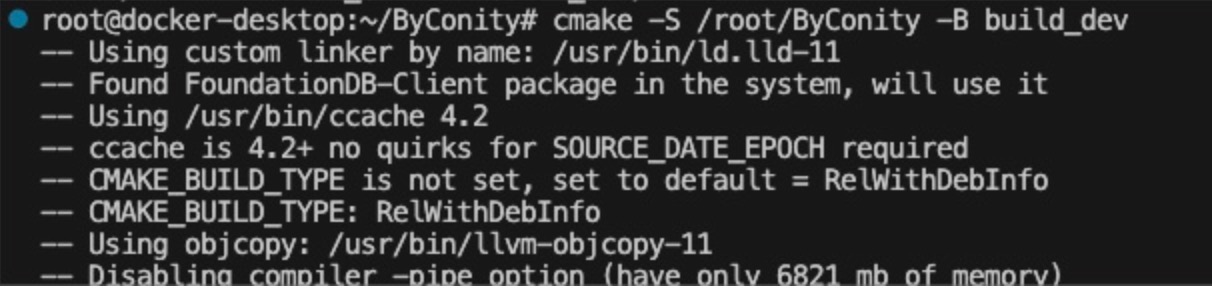 root@docker-desktop:~/ByConity# cmake -S /root/ByConity -B build_dev
-- Using custom linker by name: /usr/bin/ld.lld-11
-- Found FoundationDB-Client package in the system, will use it
-- Using /usr/bin/ccache 4.2
-- ccache is 4.2+ no quirks for SOURCE_DATE_EPOCH required
-- CMAKE_BUILD_TYPE is not set, set to default = RelWithDebInfo
-- CMAKE_BUILD_TYPE: RelWithDebInfo
-- Using objcopy: /usr/bin/llvm-objcopy-11
-- Disabling compiler -pipe option (have only 6821 mb of memory)